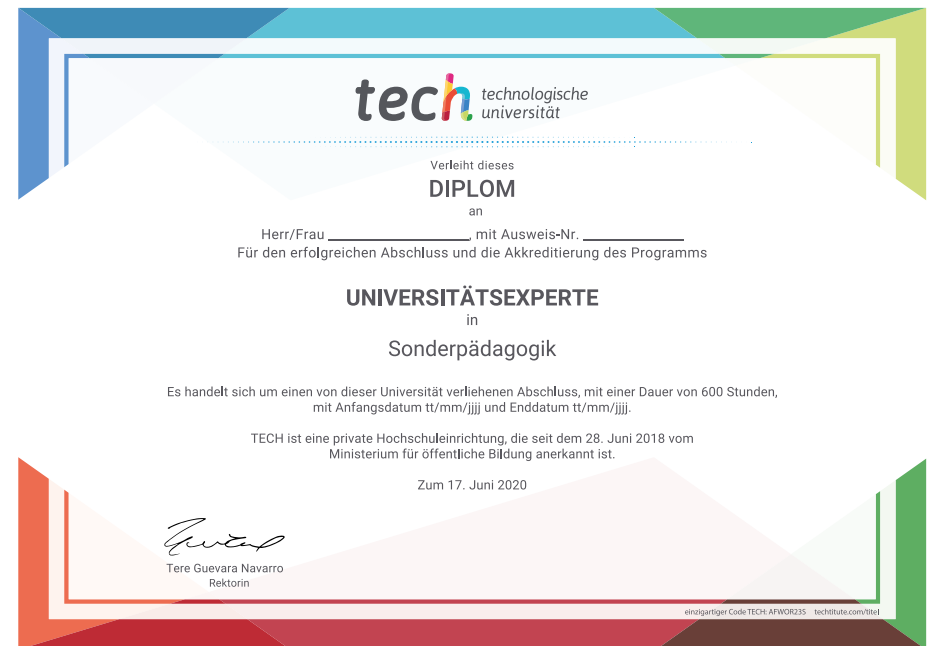 tech technologische
universität
Verleiht dieses
DIPLOM
an
Herr/Frau ____________________, mit Ausweis-Nr. ______________
Für den erfolgreichen Abschluss und die Akkreditierung des Programms
UNIVERSITÄTSEXPERTE
in
Sonderpädagogik
Es handelt sich um einen von dieser Universität verliehenen Abschluss, mit einer Dauer von 600 Stunden,
mit Anfangsdatum tt/mm/jjjj und Enddatum tt/mm/jjjj.
TECH ist eine private Hochschuleinrichtung, die seit dem 28. Juni 2018 vom
Ministerium für öffentliche Bildung anerkannt ist.
Zum 17. Juni 2020
Tere Guevara Navarro
Rektorin
einzigartiger Code TECH: AFWOR23S techtitute.com/titel